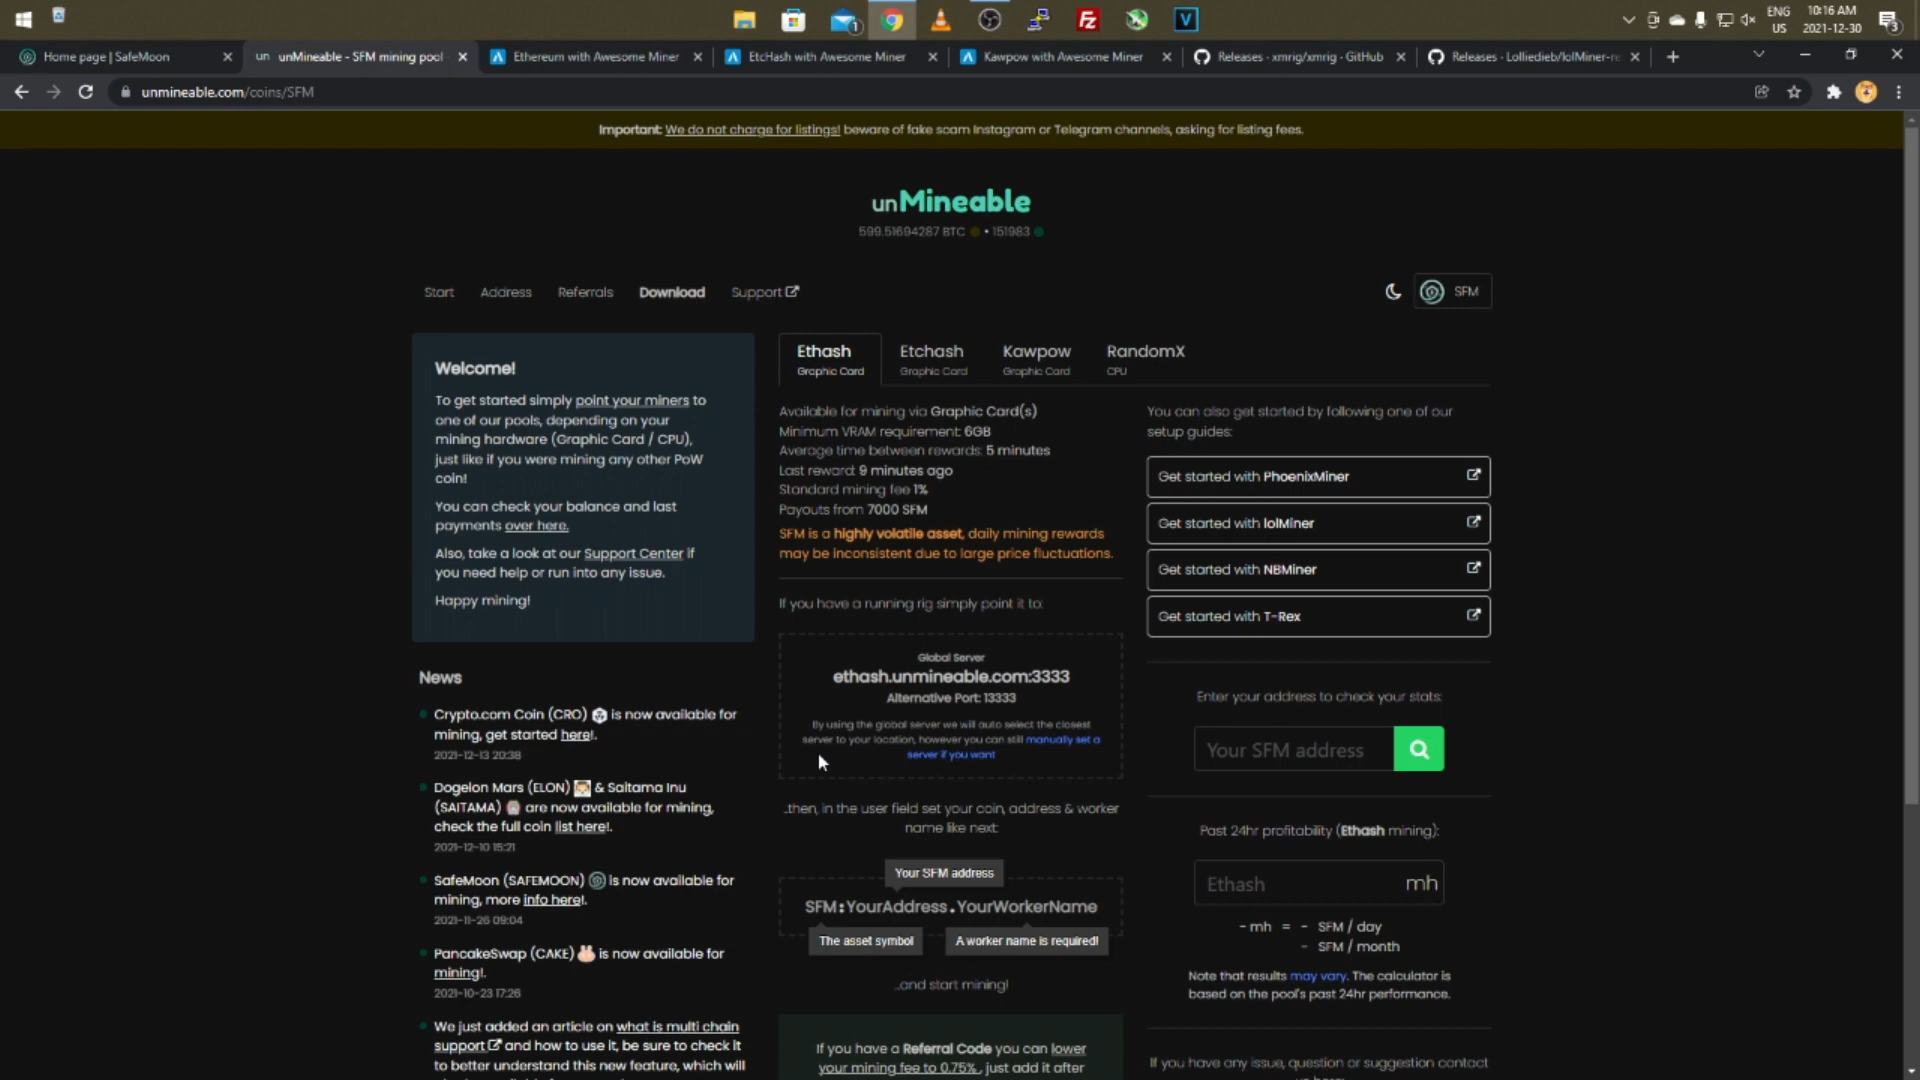 ENG
US
10:16 AM
2021-12-30
1
3
Home page | SafeMoon
un unMineable - SFM mining pool
Ethereum with Awesome Miner
EtcHash with Awesome Miner
Kawpow with Awesome Miner
Releases · xmrig/xmrig · GitHub
Releases · Lolliedieb/lolMiner-re
unmineable.com/coins/SFM
Important: We do not charge for listings! beware of fake scam Instagram or Telegram channels, asking for listing fees.
unMineable
599.51694287 BTC • 151983
Start
Address
Referrals
Download
Support
SFM
Welcome!
To get started simply point your miners to
one of our pools, depending on your
mining hardware (Graphic Card / CPU),
just like if you were mining any other PoW
coin!
You can check your balance and last
payments over here.
Also, take a look at our Support Center if
you need help or run into any issue.
Happy mining!
News
Crypto.com Coin (CRO) is now available for
mining, get started here!.
2021-12-13 20:38
Dogelon Mars (ELON) & Saitama Inu
(SAITAMA) are now available for mining,
check the full coin list here!.
2021-12-10 15:21
SafeMoon (SAFEMOON) is now available for
mining, more info here!.
2021-11-26 09:04
PancakeSwap (CAKE) is now available for
mining!.
2021-10-23 17:26
We just added an article on what is multi chain
support and how to use it, be sure to check it
to better understand this new feature, which will
Ethash
Graphic Card
Etchash
Graphic Card
Kawpow
Graphic Card
RandomX
CPU
Available for mining via Graphic Card(s)
Minimum VRAM requirement: 6GB
Average time between rewards: 5 minutes
Last reward: 9 minutes ago
Standard mining fee 1%
Payouts from 7000 SFM
SFM is a highly volatile asset, daily mining rewards
may be inconsistent due to large price fluctuations.
If you have a running rig simply point it to:
Global Server
ethash.unmineable.com:3333
Alternative Port: 13333
By using the global server we will auto select the closest
server to your location, however you can still manually set a
server if you want
..then, in the user field set your coin, address & worker
name like next:
Your SFM address
SFM:YourAddress.YourWorkerName
The asset symbol
A worker name is required!
..and start mining!
If you have a Referral Code you can lower
your mining fee to 0.75%, just add it after
You can also get started by following one of our
setup guides:
Get started with PhoenixMiner
Get started with lolMiner
Get started with NBMiner
Get started with T-Rex
Enter your address to check your stats:
Your SFM address
Past 24hr profitability (Ethash mining):
Ethash
mh
- mh = - SFM / day
- SFM / month
Note that results may vary. The calculator is
based on the pool's past 24hr performance.
If you have any issue, question or suggestion contact